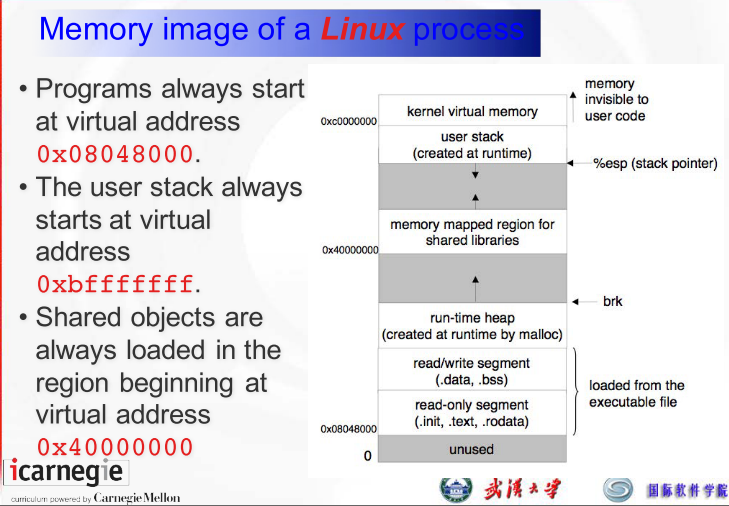 Memory image of a Linux process
• Programs always start
at virtual address
0x08048000.
• The user stack always
starts at virtual
address
0xbfffffff.
• Shared objects are
always loaded in the
region beginning at
virtual address
0x40000000
memory
invisible to
user code
kernel virtual memory
0xc0000000
user stack
(created at runtime)
%esp (stack pointer)
memory mapped region for
shared libraries
0x40000000
brk
run-time heap
(created at runtime by malloc)
read/write segment
(.data, .bss)
loaded from the
executable file
read-only segment
(.init, .text, .rodata)
0x08048000
unused
0
icarnegie
curriculum powered by Carnegie Mellon
武汉大学
国际软件学院